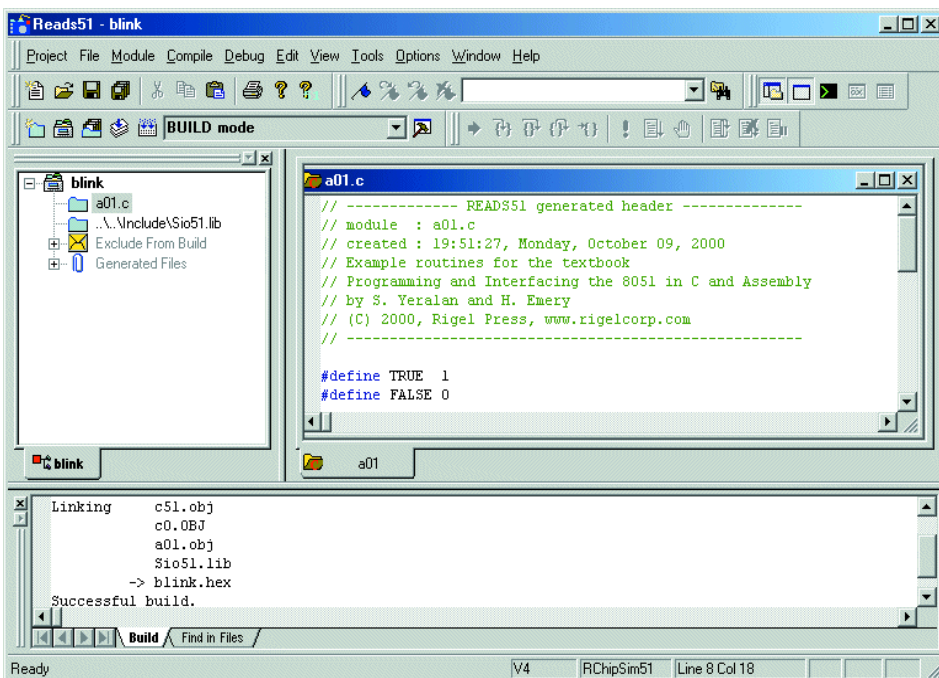 Reads51 - blink
Project File Module Compile Debug Edit View Tools Options Window Help
BUILD mode
blink
a01.c
..\..\Include\Sio51.lib
Exclude From Build
Generated Files
blink
a01.c
// ------------- READS51 generated header --------------
// module  : a01.c
// created : 19:51:27, Monday, October 09, 2000
// Example routines for the textbook
// Programming and Interfacing the 8051 in C and Assembly
// by S. Yeralan and H. Emery
// (C) 2000, Rigel Press, www.rigelcorp.com
// -----------------------------------------------------
#define TRUE  1
#define FALSE 0
a01
Linking c51.obj
c0.OBJ
a01.obj
Sio51.lib
-> blink.hex
Successful build.
Build Find in Files
Ready V4 RChipSim51 Line 8 Col 18